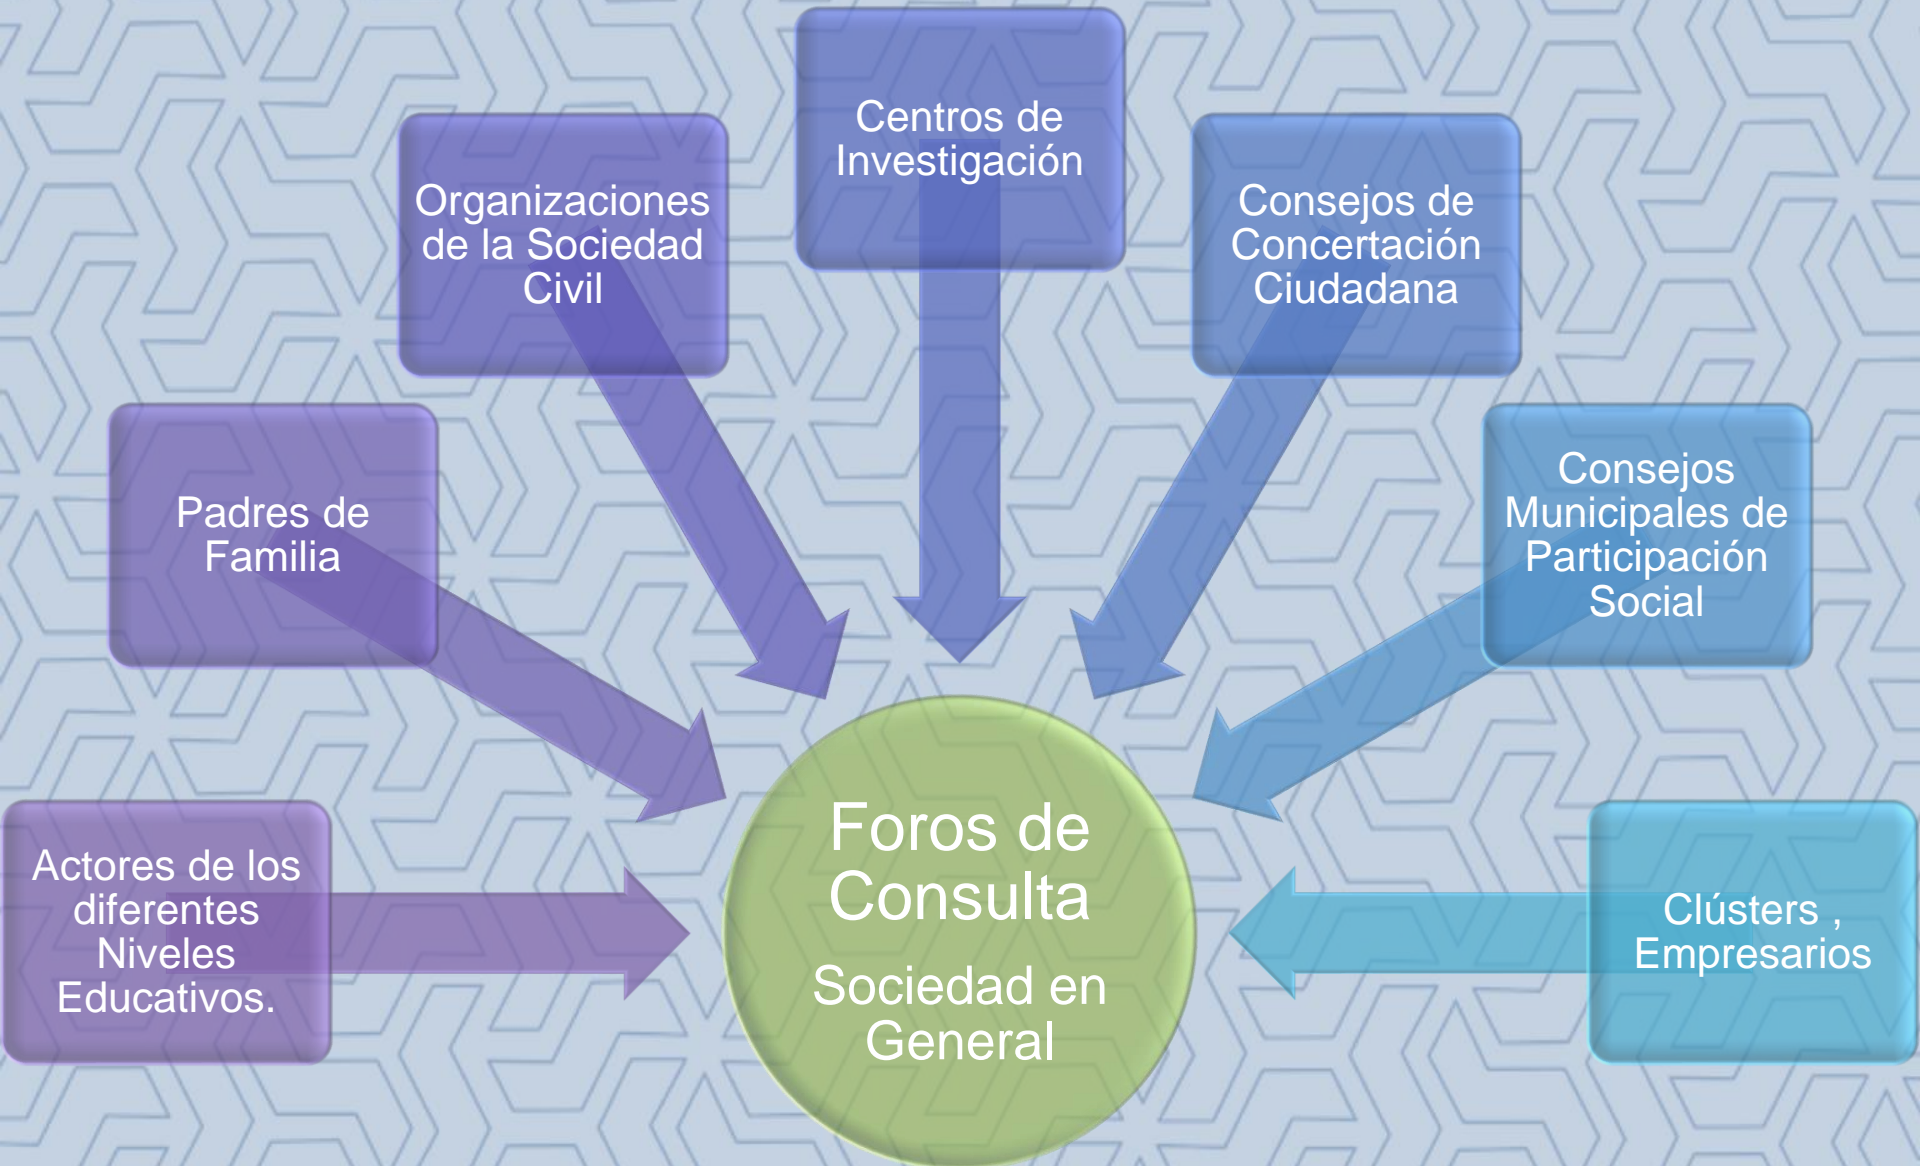 Centros de
Investigación
Organizaciones
de la Sociedad
Civil
Consejos de
Concertación
Ciudadana
Padres de
Familia
Consejos
Municipales de
Participación
Social
Actores de los
diferentes
Niveles
Educativos.
Foros de
Consulta
Sociedad en
General
Clústers ,
Empresarios